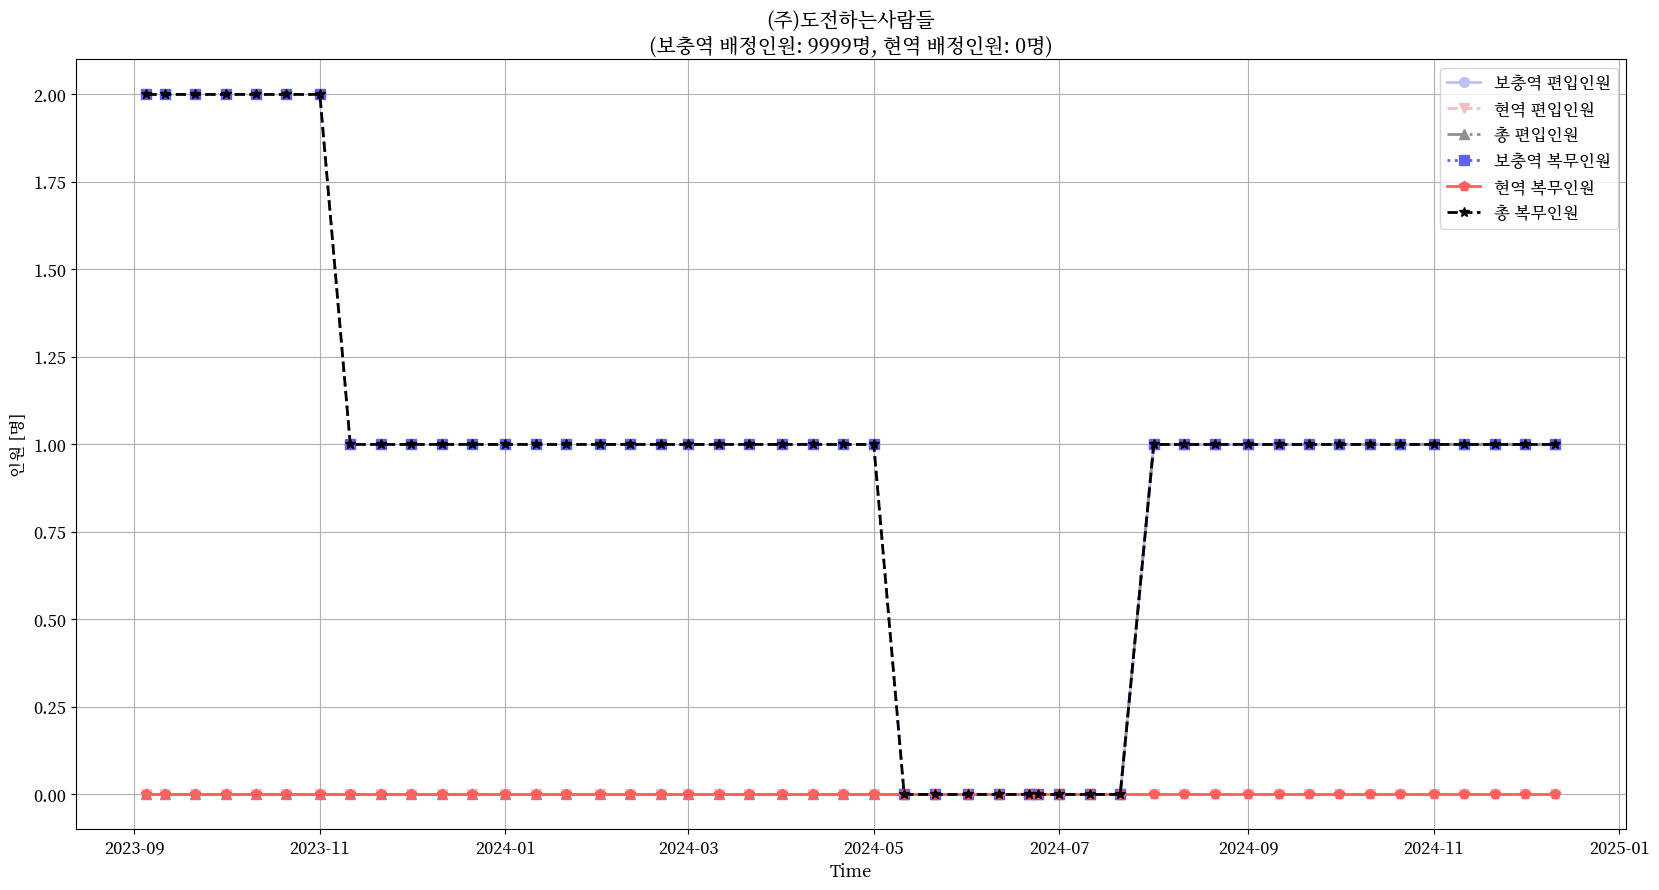 (주)도전하는사람들
(보충역 배정인원: 9999명, 현역 배정인원: 0명)
보충역 편입인원
현역 편입인원
총 편입인원
보충역 복무인원
현역 복무인원
총 복무인원
인원 [명]
2.00
1.75
1.50
1.25
1.00
0.75
0.50
0.25
0.00
2023-09 2023-11 2024-01 2024-03 2024-05 2024-07 2024-09 2024-11 2025-01
Time